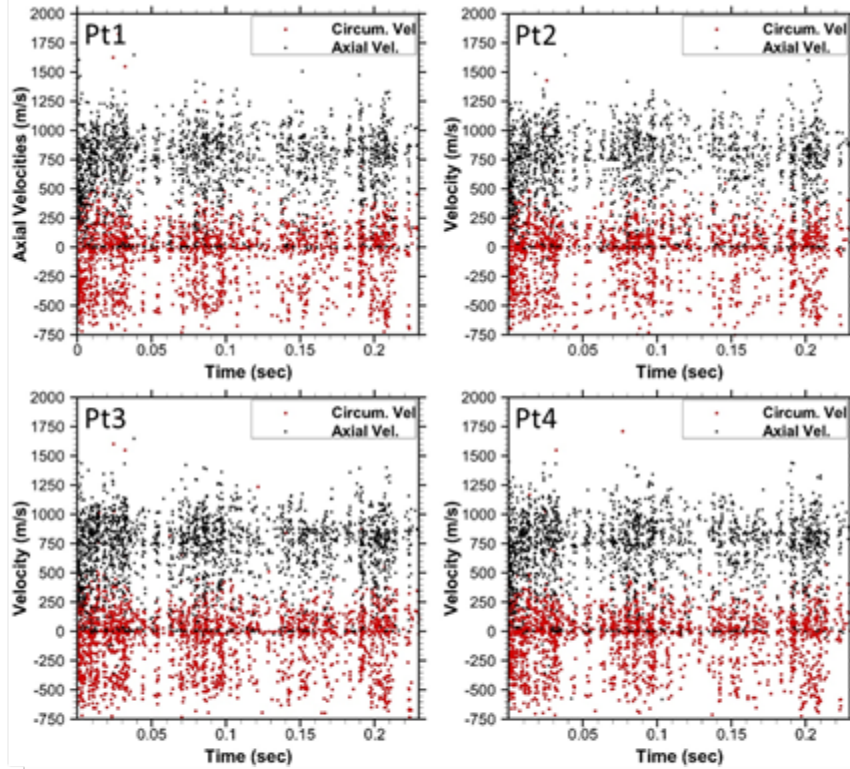 Pt1
Circum. Vel
Axial Vel.
Axial Velocities (m/s)
2000
1750
1500
1250
1000
750
500
250
0
-250
-500
-750
0 0.05 0.1 0.15 0.2
Time (sec)
Pt2
Circum. Vel
Axial Vel.
Velocity (m/s)
2000
1750
1500
1250
1000
750
500
250
0
-250
-500
-750
0.05 0.1 0.15 0.2
Time (sec)
Pt3
Circum. Vel
Axial Vel.
Velocity (m/s)
2000
1750
1500
1250
1000
750
500
250
0
-250
-500
-750
0.05 0.1 0.15 0.2
Time (sec)
Pt4
Circum. Vel
Axial Vel.
Velocity (m/s)
2000
1750
1500
1250
1000
750
500
250
0
-250
-500
-750
0.05 0.1 0.15 0.2
Time (sec)